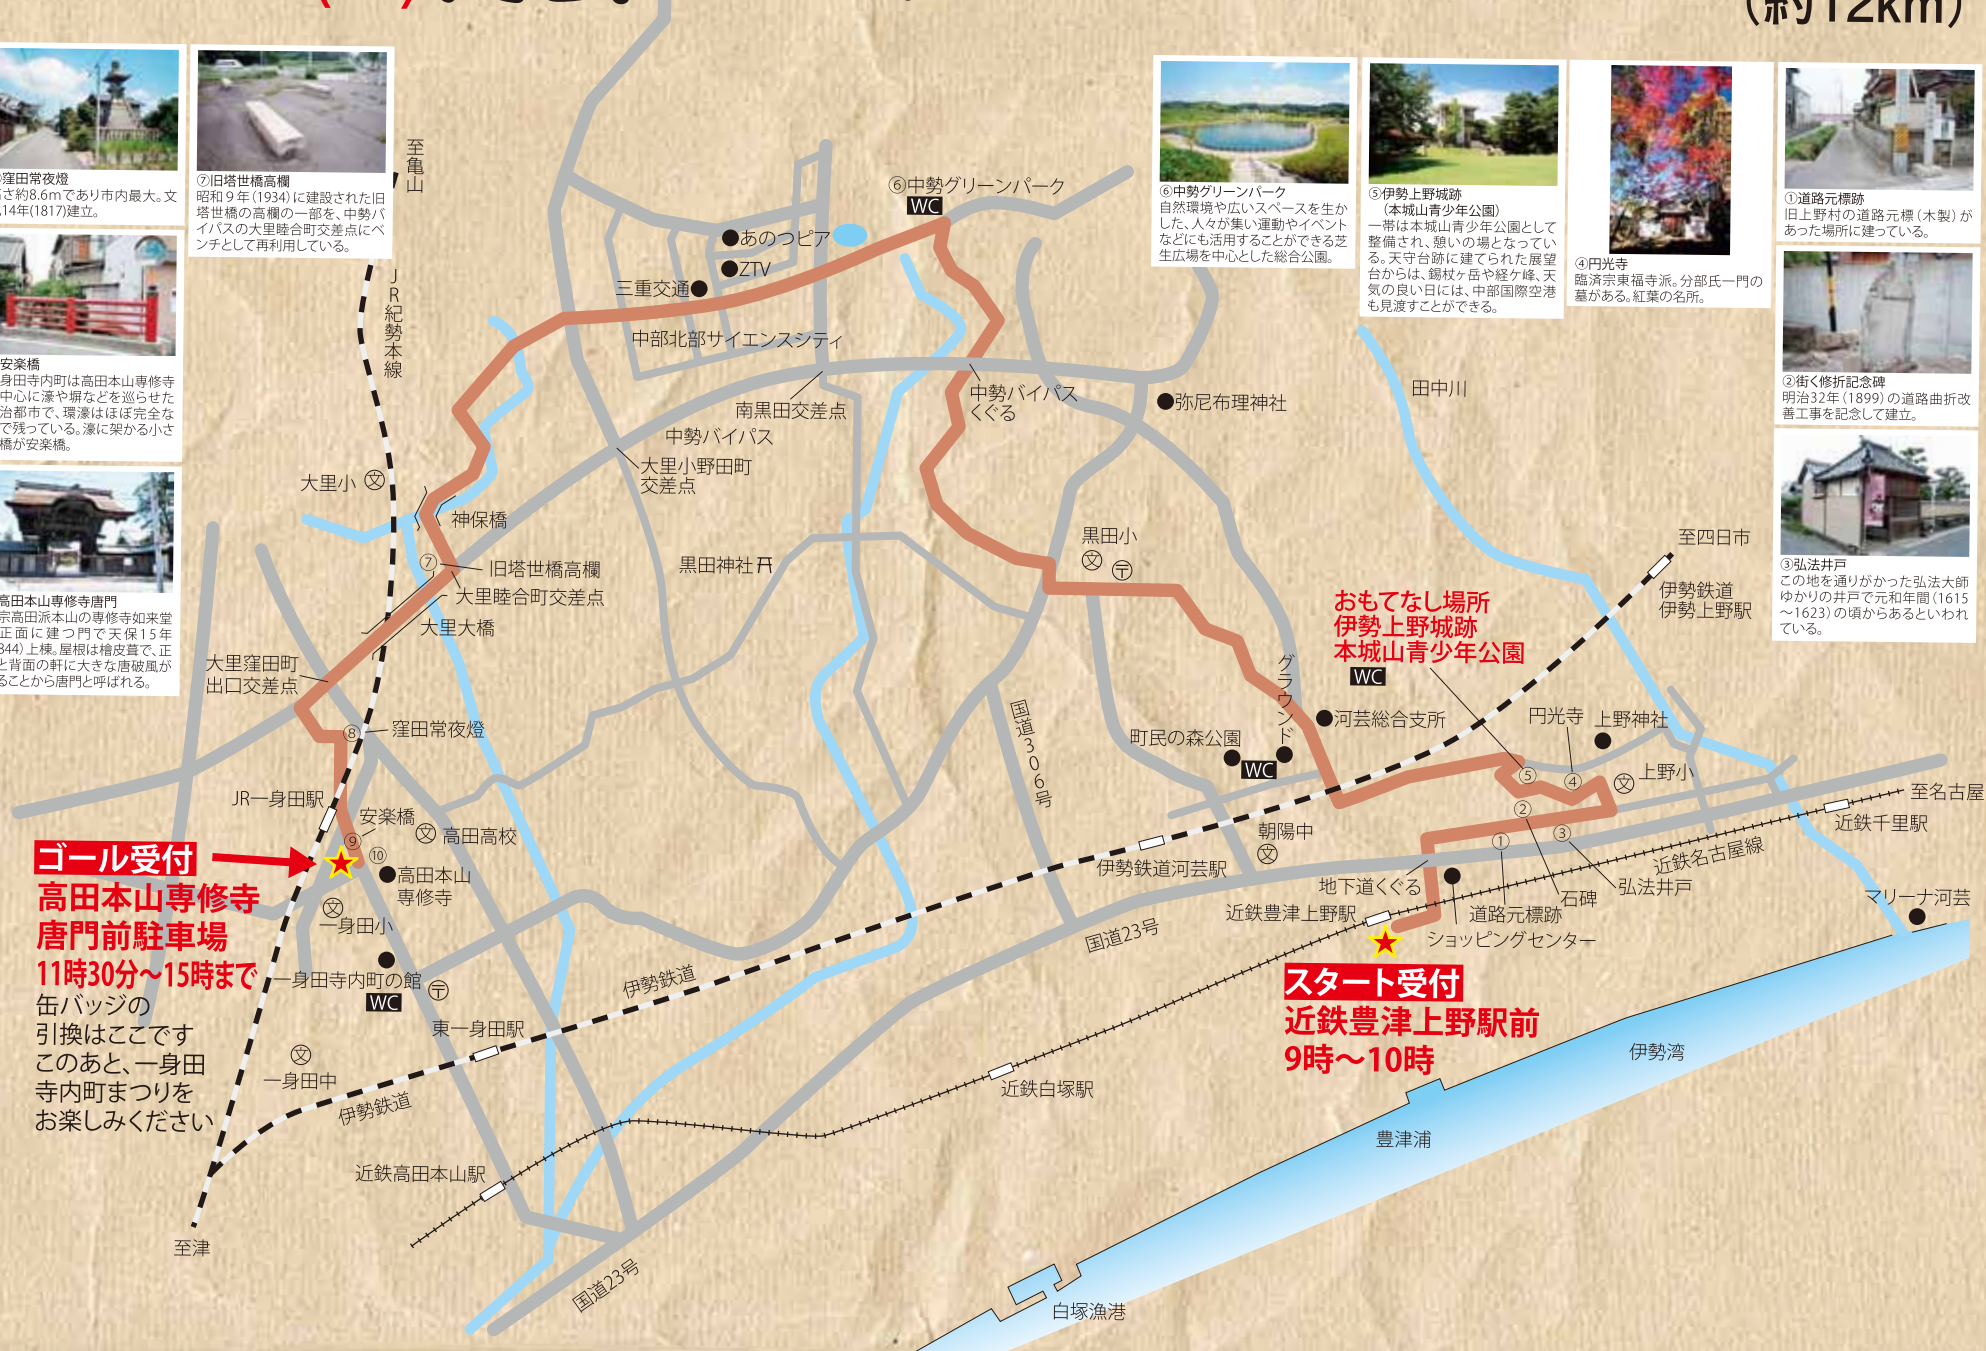 (約12km)
窪田常夜燈
さ約8.6mであり市内最大。文
14年(1817)建立。
⑦旧塔世橋高欄
昭和9年(1934)に建設された旧
塔世橋の高欄の一部を、中勢バ
イパスの大里睦合町交差点にベ
ンチとして再利用している。
安楽橋
身田寺内町は高田本山専修寺
中心に濠や塀などを巡らせた
治都市で、環濠はほぼ完全な
で残っている。濠に架かる小さ
橋が安楽橋。
高田本山専修寺唐門
宗高田派本山の専修寺如来堂
正面に建つ門で天保15年
844)上棟。屋根は檜皮葺で、正
と背面の軒に大きな唐破風が
ることから唐門と呼ばれる。
⑥中勢グリーンパーク
自然環境や広いスペースを生か
した、人々が集い運動やイベント
などにも活用することができる芝
生広場を中心とした総合公園。
⑤伊勢上野城跡
(本城山青少年公園)
一帯は本城山青少年公園として
整備され、憩いの場となってい
る。天守台跡に建てられた展望
台からは、錫杖ヶ岳や経ケ峰、天
気の良い日には、中部国際空港
も見渡すことができる。
④円光寺
臨済宗東福寺派。分部氏一門の
墓がある。紅葉の名所。
①道路元標跡
旧上野村の道路元標(木製)が
あった場所に建っている。
②街く修折記念碑
明治32年(1899)の道路曲折改
善工事を記念して建立。
③弘法井戸
この地を通りがかった弘法大師
ゆかりの井戸で元和年間(1615
～1623)の頃からあるといわれ
ている。
至亀山
JR紀勢本線
⑥中勢グリーンパーク
WC
あのつピア
ZTV
三重交通
中部北部サイエンスシティ
南黒田交差点
中勢バイパス
くぐる
弥尼布理神社
田中川
中勢バイパス
大里小野田町
交差点
大里小
文
神保橋
⑦
旧塔世橋高欄
大里睦合町交差点
大里大橋
黒田神社
黒田小
文
〒
至四日市
伊勢鉄道
伊勢上野駅
おもてなし場所
伊勢上野城跡
本城山青少年公園
WC
大里窪田町
出口交差点
⑧
窪田常夜燈
国道306号
グラウンド
河芸総合支所
町民の森公園
WC
円光寺
上野神社
⑤
④
文
上野小
②
③
①
至名古屋
近鉄千里駅
JR一身田駅
安楽橋
⑨
⑩
文
高田高校
高田本山
専修寺
朝陽中
文
伊勢鉄道河芸駅
近鉄名古屋線
地下道くぐる
弘法井戸
石碑
道路元標跡
ショッピングセンター
近鉄豊津上野駅
マリーナ河芸
国道23号
ゴール受付
高田本山専修寺
唐門前駐車場
11時30分～15時まで
缶バッジの
引換はここです
このあと、一身田
寺内町まつりを
お楽しみください
文
一身田小
一身田寺内町の館
WC
〒
伊勢鉄道
東一身田駅
文
一身田中
伊勢鉄道
スタート受付
近鉄豊津上野駅前
9時～10時
伊勢湾
近鉄白塚駅
豊津浦
近鉄高田本山駅
至津
国道23号
白塚漁港